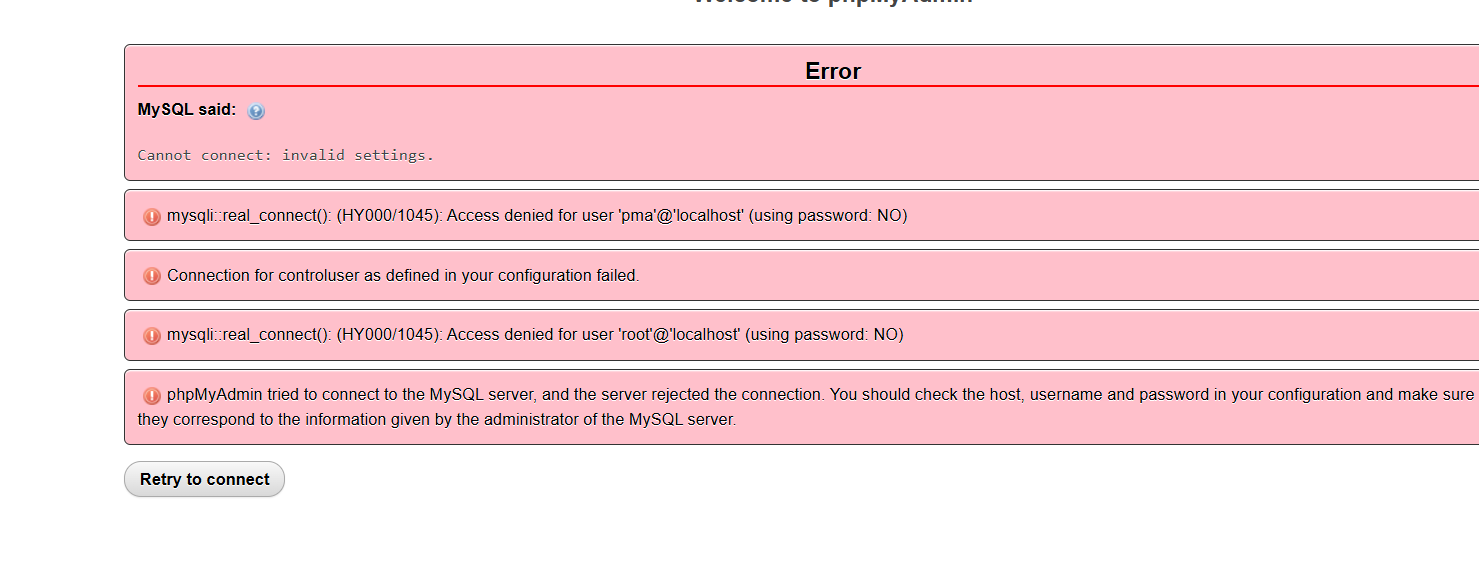 Welcome to phpMyAdmin
Error
MySQL said:
Cannot connect: invalid settings.
mysqli::real_connect(): (HY000/1045): Access denied for user 'pma'@'localhost' (using password: NO)
Connection for controluser as defined in your configuration failed.
mysqli::real_connect(): (HY000/1045): Access denied for user 'root'@'localhost' (using password: NO)
phpMyAdmin tried to connect to the MySQL server, and the server rejected the connection. You should check the host, username and password in your configuration and make sure
they correspond to the information given by the administrator of the MySQL server.
Retry to connect